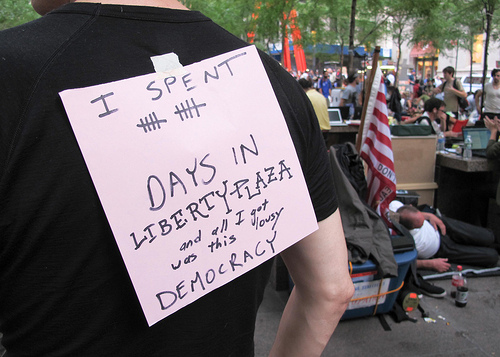 I SPENT
卌 卌
DAYS IN
LIBERTY PLAZA
and all I got
was this lousy
DEMOCRACY